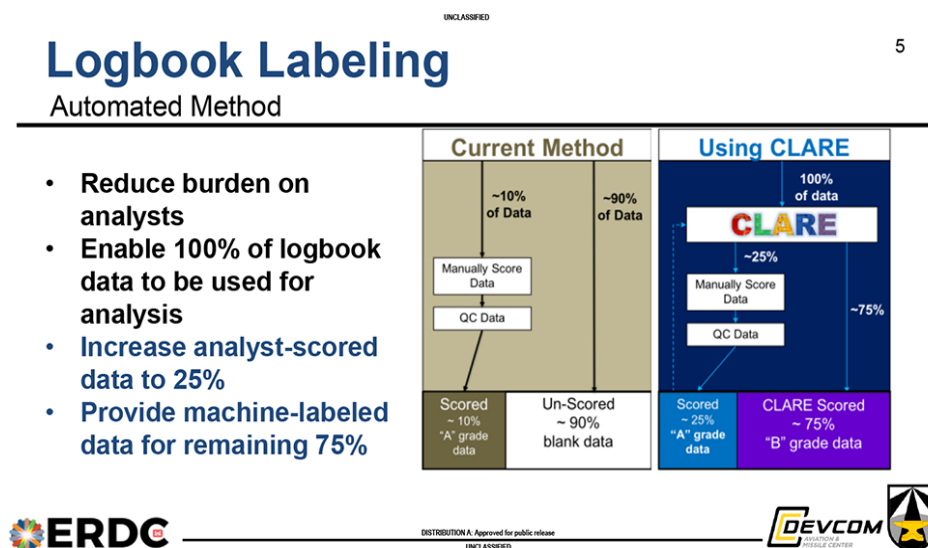 UNCLASSIFIED
5
Logbook Labeling
Automated Method
• Reduce burden on
analysts
• Enable 100% of logbook
data to be used for
analysis
• Increase analyst-scored
data to 25%
• Provide machine-labeled
data for remaining 75%
Current Method
~10%
of Data
~90%
of Data
Manually Score
Data
QC Data
Scored
~ 10%
“A” grade
data
Un-Scored
~ 90%
blank data
Using CLARE
100%
of data
CLARE
~25%
Manually Score
Data
~75%
QC Data
Scored
~ 25%
“A” grade
data
CLARE Scored
~ 75%
“B” grade data
ERDC
DISTRIBUTION A: Approved for public release
UNCLASSIFIED
DEVCOM
AVIATION &
MISSILE CENTER